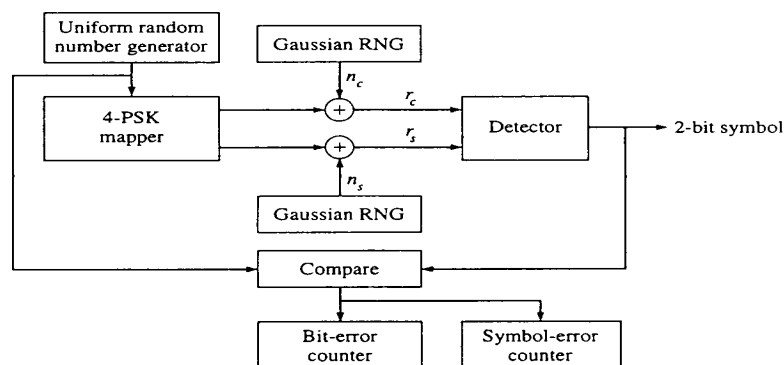 Uniform random
number generator
Gaussian RNG
n_c
r_c
4-PSK
mapper
+
Detector
2-bit symbol
+
r_s
n_s
Gaussian RNG
Compare
Bit-error
counter
Symbol-error
counter